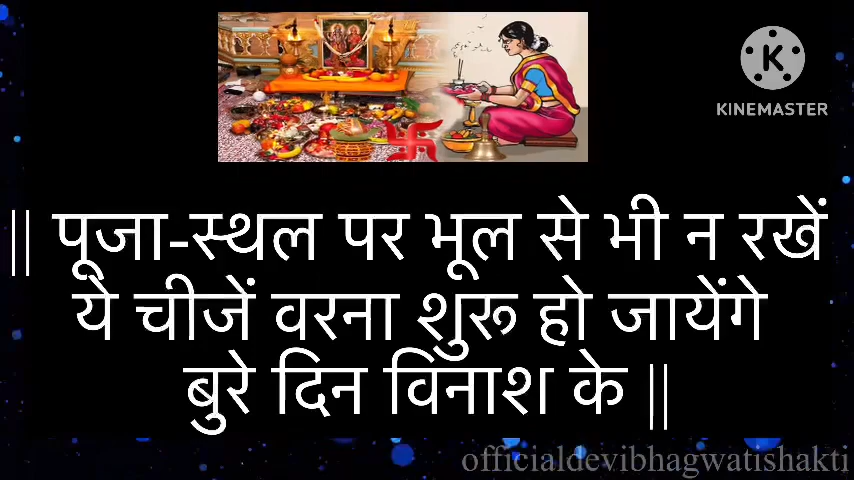 KINEMASTER
|| पूजा-स्थल पर भूल से भी न रखें
ये चीजें वरना शुरू हो जायेंगे
बुरे दिन विनाश के ||
officialdevibhagwatishakti